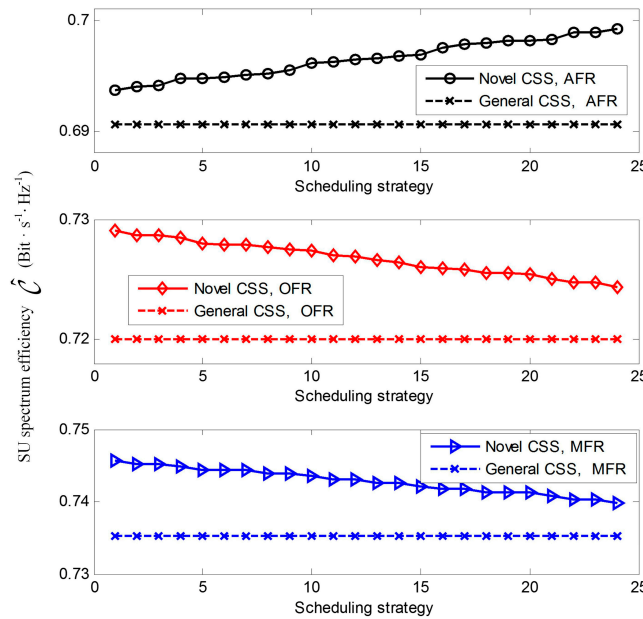 0.7
0.69
0 5 10 15 20 25
Novel CSS, AFR
General CSS, AFR
Scheduling strategy
SU spectrum efficiency Ĉ (Bit · s⁻¹· Hz⁻¹)
0.73
0.72
0 5 10 15 20 25
Novel CSS, OFR
General CSS, OFR
Scheduling strategy
0.75
0.74
0.73
0 5 10 15 20 25
Novel CSS, MFR
General CSS, MFR
Scheduling strategy